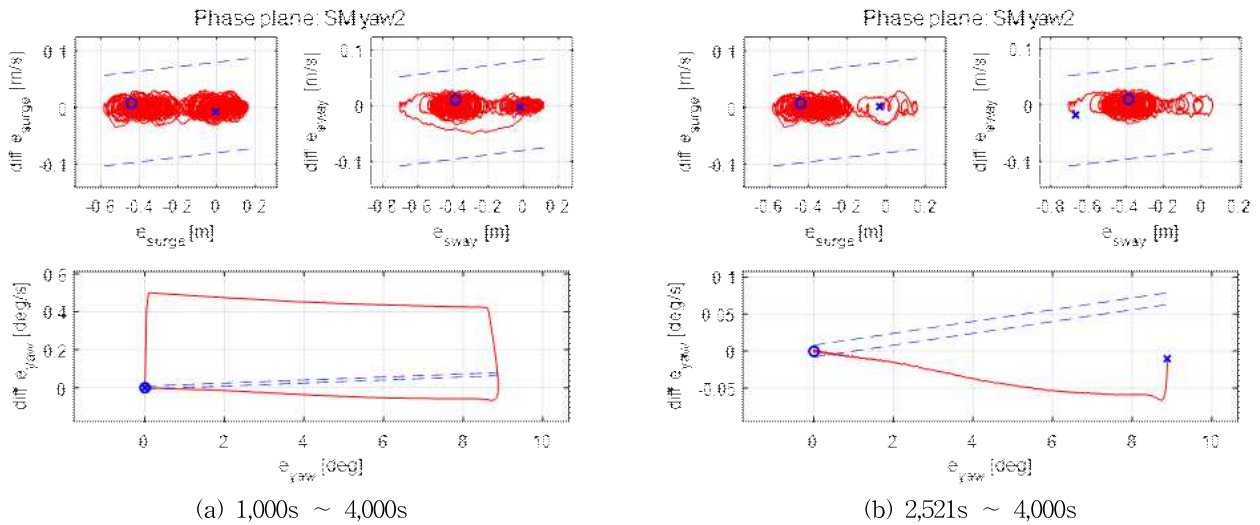 Phase plane: SM yaw2
diff e_surge [m/s]
0.1
0
-0.1
-0.6 -0.4 -0.2 0 0.2
e_surge [m]
diff e_sway [m/s]
0.1
0
-0.1
-0.8 -0.6 -0.4 -0.2 0 0.2
e_sway [m]
diff e_yaw [deg/s]
0.6
0.4
0.2
0
0 2 4 6 8 10
e_yaw [deg]
(a) 1,000s ~ 4,000s
Phase plane: SM yaw2
diff e_surge [m/s]
0.1
0
-0.1
-0.6 -0.4 -0.2 0 0.2
e_surge [m]
diff e_sway [m/s]
0.1
0
-0.1
-0.8 -0.6 -0.4 -0.2 0 0.2
e_sway [m]
diff e_yaw [deg/s]
0.1
0.05
0
-0.05
0 2 4 6 8 10
e_yaw [deg]
(b) 2,521s ~ 4,000s